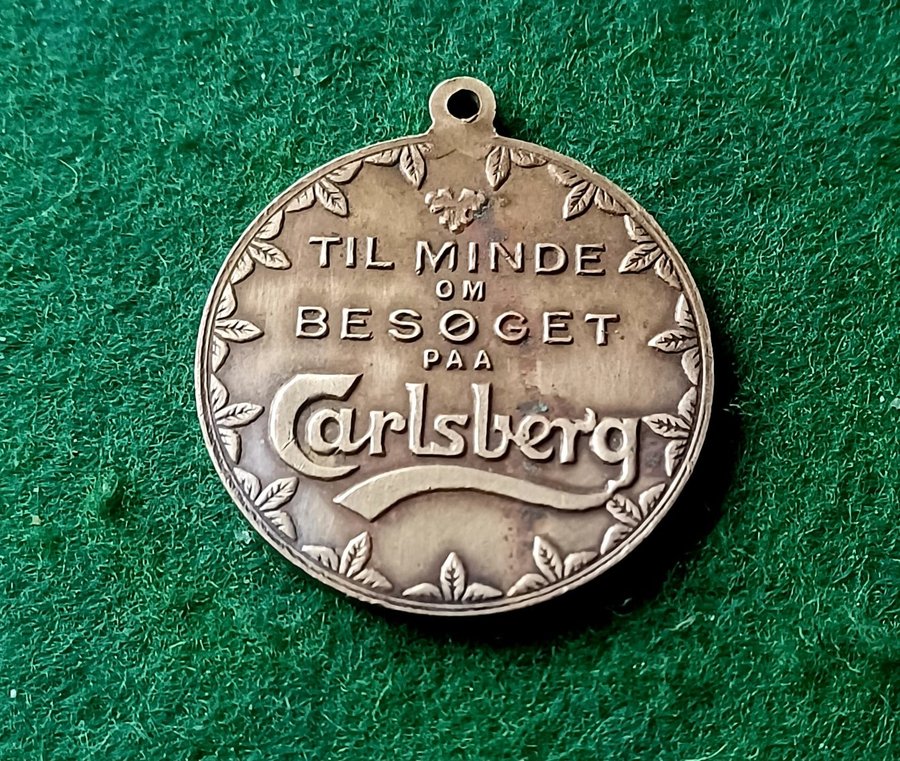 TIL MINDE
OM
BESØGET
PAA
Carlsberg